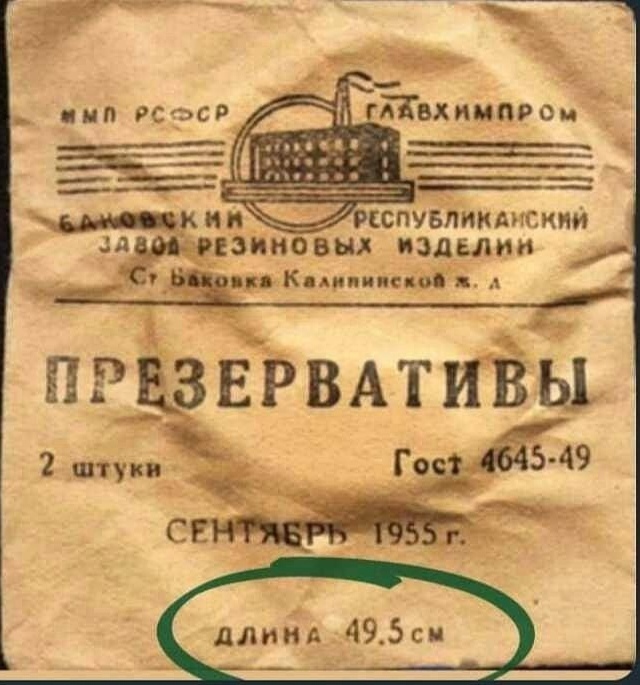 ММП РСФСР ГЛАВХИМПРОМ
БАКОВСКИЙ РЕСПУБЛИКАНСКИЙ
ЗАВОД РЕЗИНОВЫХ ИЗДЕЛИЙ
Ст Баковка Калининской ж. д
ПРЕЗЕРВАТИВЫ
2 штуки Гост 4645-49
СЕНТЯБРЬ 1955 г.
ДЛИНА 49.5 см